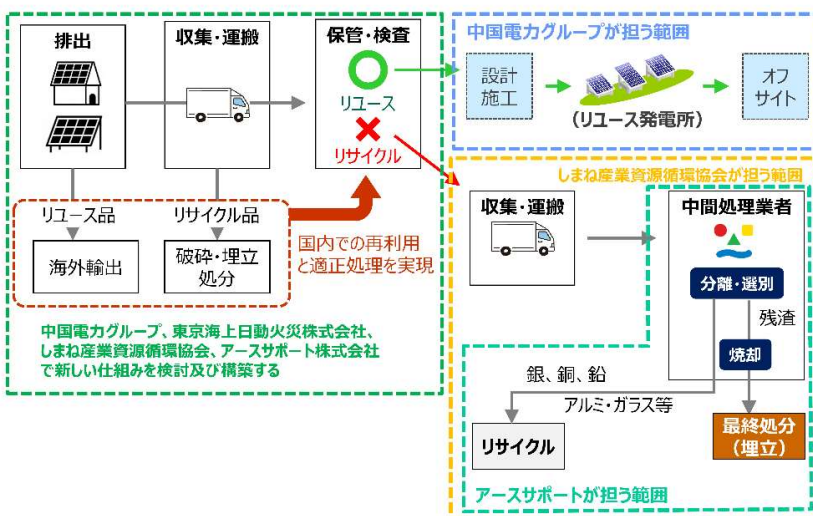 排出
収集・運搬
保管・検査
リユース
リサイクル
リユース品
リサイクル品
海外輸出
破砕・埋立
処分
国内での再利用
と適正処理を実現
中国電力グループ、東京海上日動火災株式会社、
しまね産業資源循環協会、アースサポート株式会社
で新しい仕組みを検討及び構築する
中国電力グループが担う範囲
設計
施工
(リユース発電所)
オフ
サイト
しまね産業資源循環協会が担う範囲
収集・運搬
中間処理業者
分離・選別
残渣
焼却
銀、銅、鉛
アルミ・ガラス等
リサイクル
最終処分
(埋立)
アースサポートが担う範囲